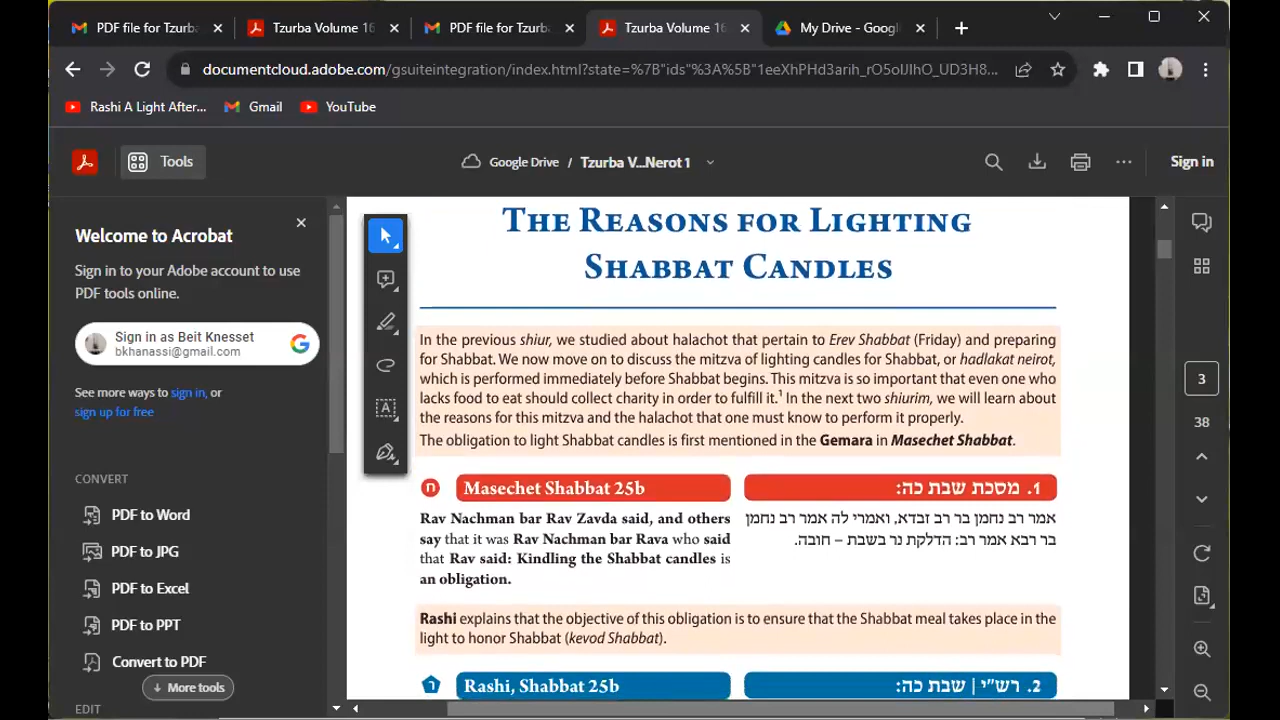 PDF file for Tzurba
Tzurba Volume 16
PDF file for Tzurba
Tzurba Volume 16
My Drive - Google
documentcloud.adobe.com/gsuiteintegration/index.html?state=%7B"ids"%3A%5B"1eeXhPHd3arih_rO5olJIhO_UD3H8...
Rashi A Light After...
Gmail
YouTube
Tools
Google Drive / Tzurba V...Nerot 1
Sign in
Welcome to Acrobat
Sign in to your Adobe account to use
PDF tools online.
Sign in as Beit Knesset
bkhanassi@gmail.com
See more ways to sign in, or
sign up for free
CONVERT
PDF to Word
PDF to JPG
PDF to Excel
PDF to PPT
Convert to PDF
More tools
EDIT
THE REASONS FOR LIGHTING
SHABBAT CANDLES
In the previous shiur, we studied about halachot that pertain to Erev Shabbat (Friday) and preparing
for Shabbat. We now move on to discuss the mitzva of lighting candles for Shabbat, or hadlakat neirot,
which is performed immediately before Shabbat begins. This mitzva is so important that even one who
lacks food to eat should collect charity in order to fulfill it.1 In the next two shiurim, we will learn about
the reasons for this mitzva and the halachot that one must know to perform it properly.
The obligation to light Shabbat candles is first mentioned in the Gemara in Masechet Shabbat.
ח Masechet Shabbat 25b
Rav Nachman bar Rav Zavda said, and others
say that it was Rav Nachman bar Rava who said
that Rav said: Kindling the Shabbat candles is
an obligation.
1. מסכת שבת כה:
אמר רב נחמן בר רב זבדא, ואמרי לה אמר רב נחמן
בר רבא אמר רב: הדלקת נר בשבת – חובה.
Rashi explains that the objective of this obligation is to ensure that the Shabbat meal takes place in the
light to honor Shabbat (kevod Shabbat).
ר Rashi, Shabbat 25b
2. רש"י | שבת כה:
3
38